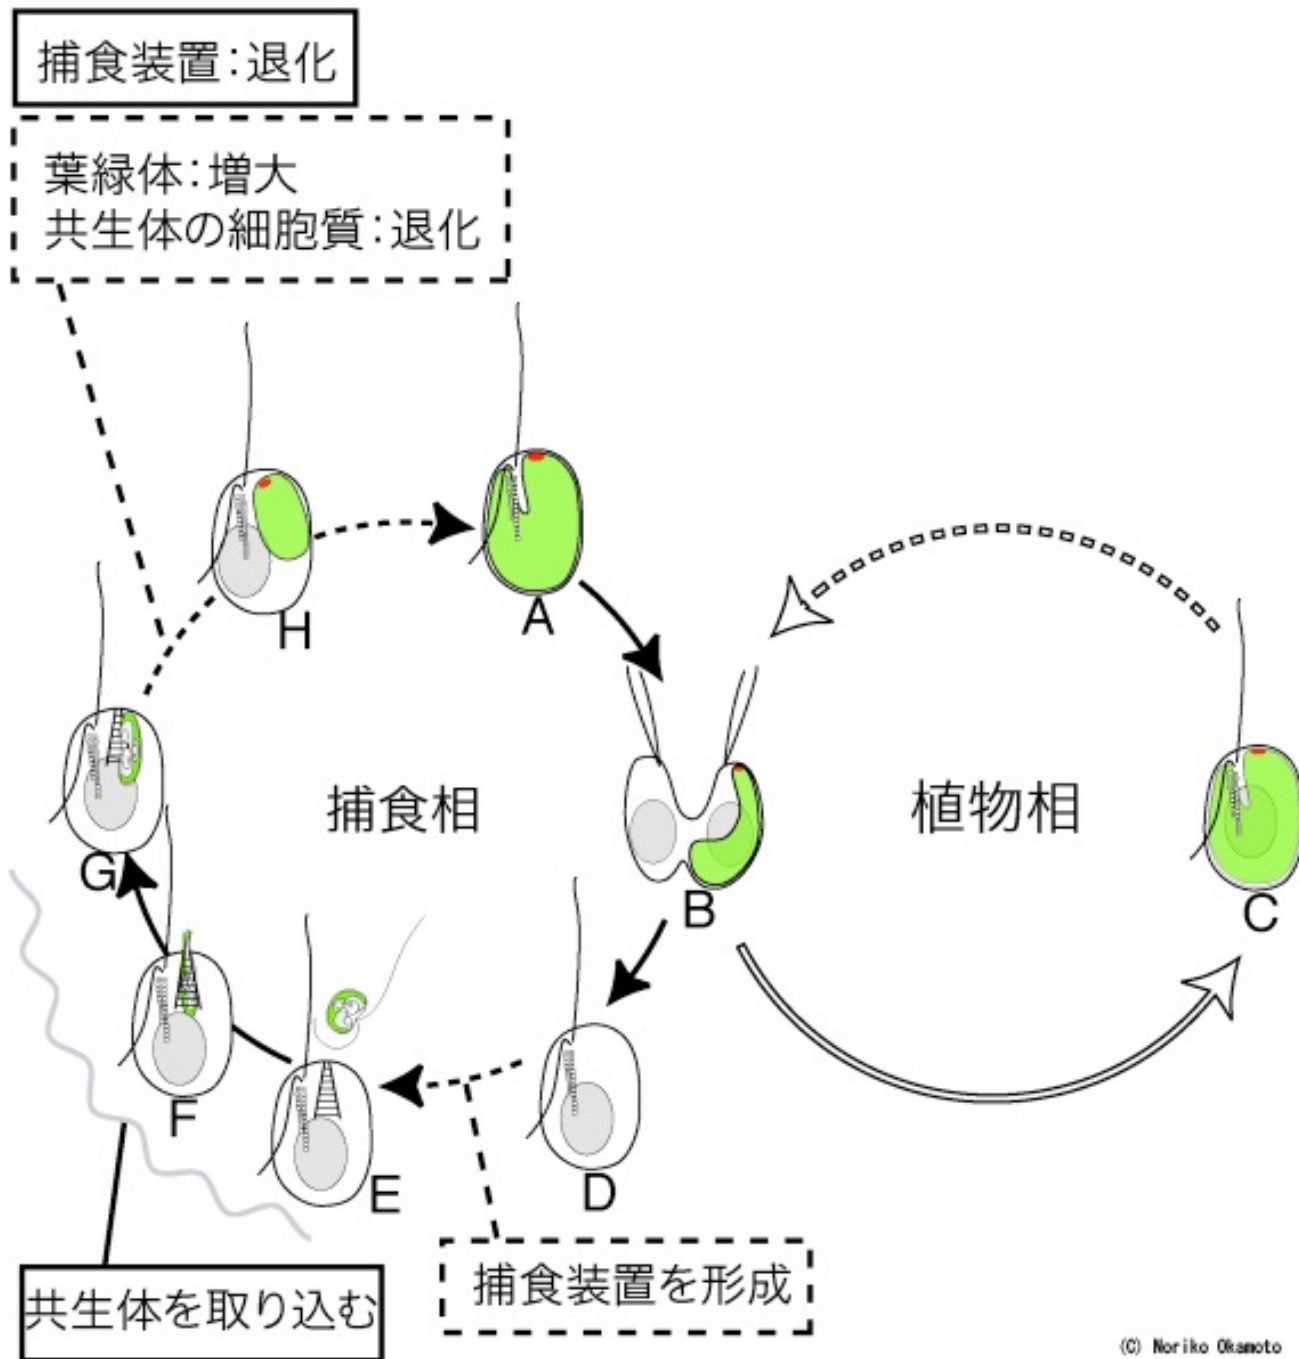 捕食装置:退化
葉緑体:増大
共生体の細胞質:退化
H
A
捕食相
植物相
G
B
C
F
E
D
共生体を取り込む
捕食装置を形成
(C) Noriko Okamoto